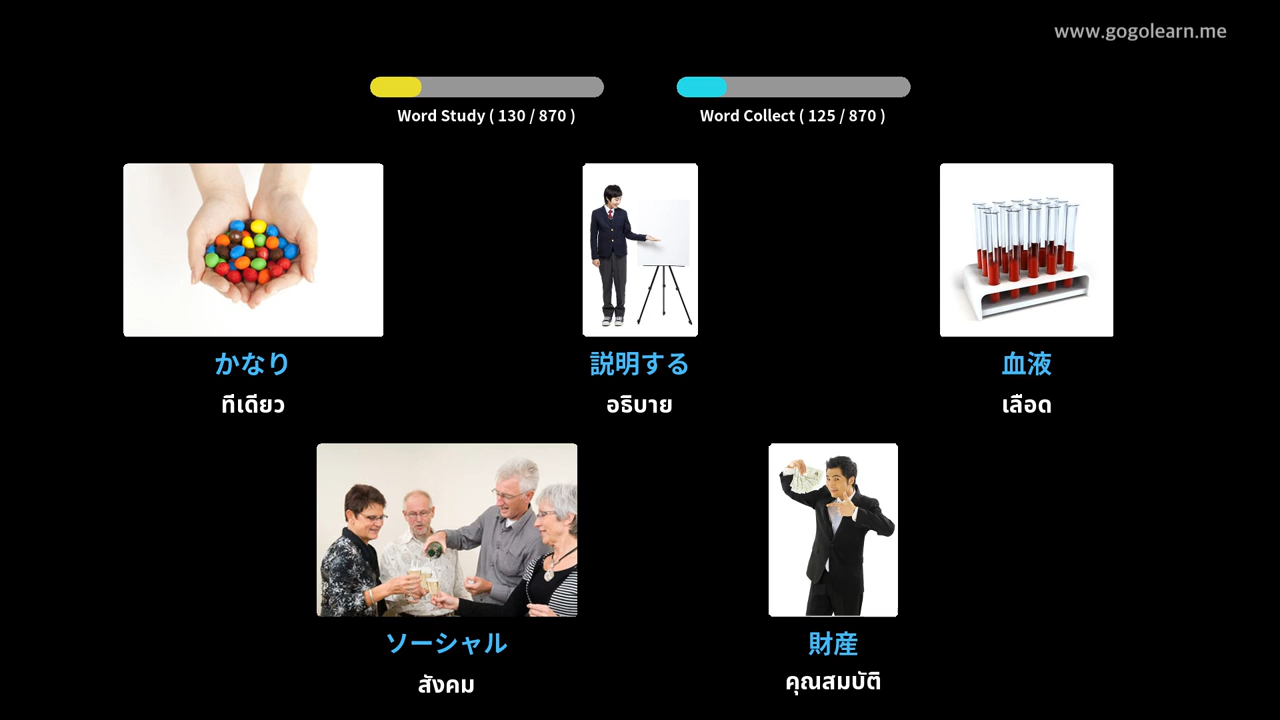 www.gogolearn.me
Word Study ( 130 / 870 )
Word Collect ( 125 / 870 )
かなり
ทีเดียว
説明する
อธิบาย
血液
เลือด
ソーシャル
สังคม
財産
คุณสมบัติ